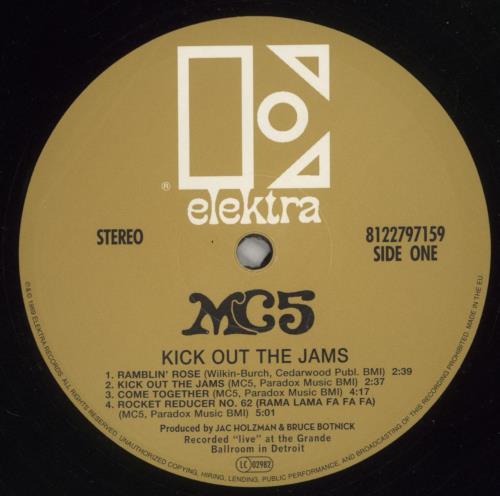 elektra
®
STEREO
8122797159
SIDE ONE
MC5
KICK OUT THE JAMS
1. RAMBLIN' ROSE (Wilkin-Burch, Cedarwood Publ. BMI) 2:39
2. KICK OUT THE JAMS (MC5, Paradox Music BMI) 2:37
3. COME TOGETHER (MC5, Paradox Music BMI)
4. ROCKET REDUCER NO. 62 (RAMA LAMA FA FA FA)
(MC5, Paradox Music BMI) 5:01
Produced by JAC HOLZMAN & BRUCE BOTNICK
Recorded "live" at the Grande
Ballroom in Detroit
LC 02982
℗ & © 1969 ELEKTRA RECORDS. ALL RIGHTS RESERVED. UNAUTHORIZED COPYING, HIRING, LENDING, PUBLIC PERFORMANCE, AND BROADCASTING OF THIS RECORDING PROHIBITED. MADE IN THE EU.